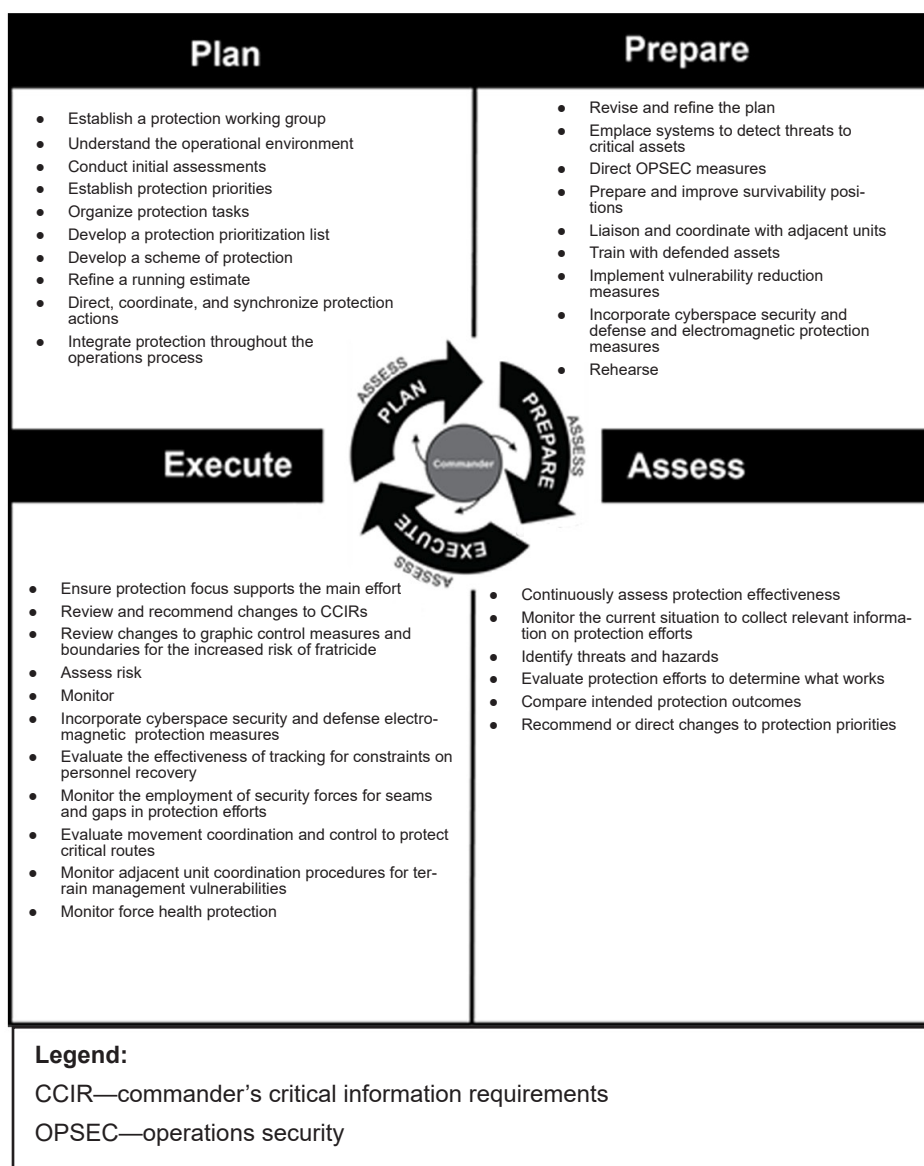 Plan
● Establish a protection working group
● Understand the operational environment
● Conduct initial assessments
● Establish protection priorities
● Organize protection tasks
● Develop a protection prioritization list
● Develop a scheme of protection
● Refine a running estimate
● Direct, coordinate, and synchronize protection
actions
● Integrate protection throughout the
operations process
Prepare
● Revise and refine the plan
● Emplace systems to detect threats to
critical assets
● Direct OPSEC measures
● Prepare and improve survivability posi-
tions
● Liaison and coordinate with adjacent units
● Train with defended assets
● Implement vulnerability reduction
measures
● Incorporate cyberspace security and
defense and electromagnetic protection
measures
● Rehearse
ASSESS
PLAN
PREPARE
ASSESS
Commander
EXECUTE
ASSESS
Execute
● Ensure protection focus supports the main effort
● Review and recommend changes to CCIRs
● Review changes to graphic control measures and
boundaries for the increased risk of fratricide
● Assess risk
● Monitor
● Incorporate cyberspace security and defense electro-
magnetic protection measures
● Evaluate the effectiveness of tracking for constraints on
personnel recovery
● Monitor the employment of security forces for seams
and gaps in protection efforts
● Evaluate movement coordination and control to protect
critical routes
● Monitor adjacent unit coordination procedures for ter-
rain management vulnerabilities
● Monitor force health protection
Assess
● Continuously assess protection effectiveness
● Monitor the current situation to collect relevant informa-
tion on protection efforts
● Identify threats and hazards
● Evaluate protection efforts to determine what works
● Compare intended protection outcomes
● Recommend or direct changes to protection priorities
Legend:
CCIR—commander’s critical information requirements
OPSEC—operations security